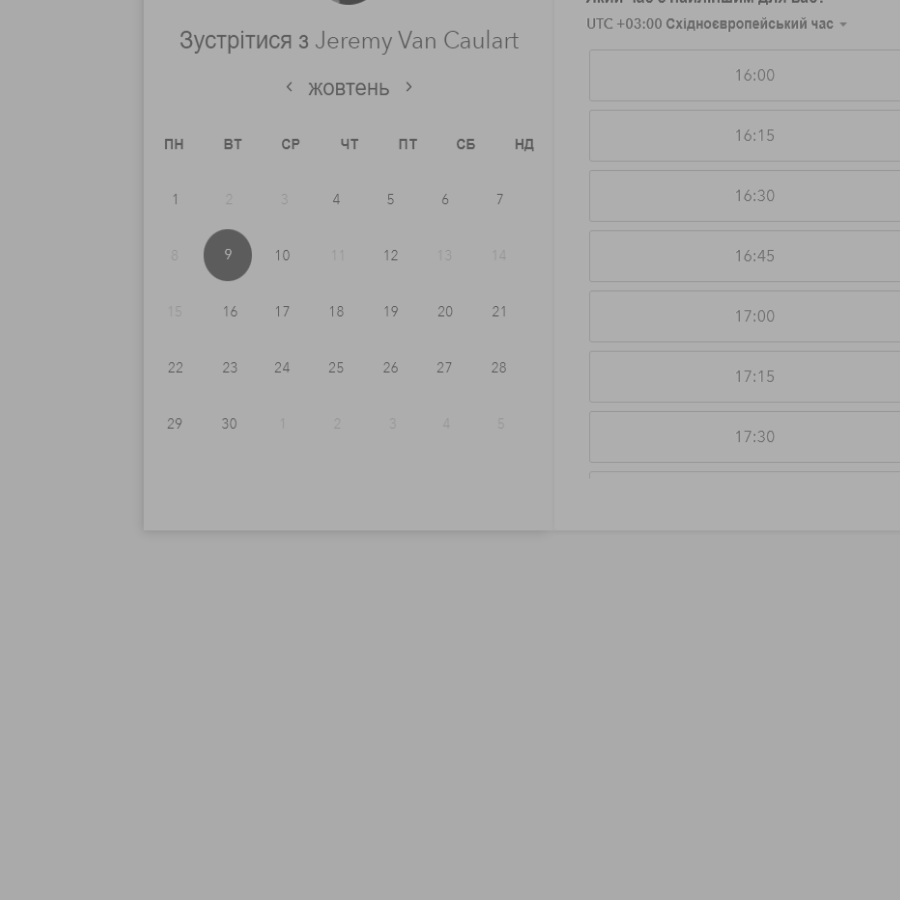 Зустрітися з Jeremy Van Caulart
жовтень
ПН ВТ СР ЧТ ПТ СБ НД
1 2 3 4 5 6 7
8 9 10 11 12 13 14
15 16 17 18 19 20 21
22 23 24 25 26 27 28
29 30 1 2 3 4 5
UTC +03:00 Східноєвропейський час
16:00
16:15
16:30
16:45
17:00
17:15
17:30